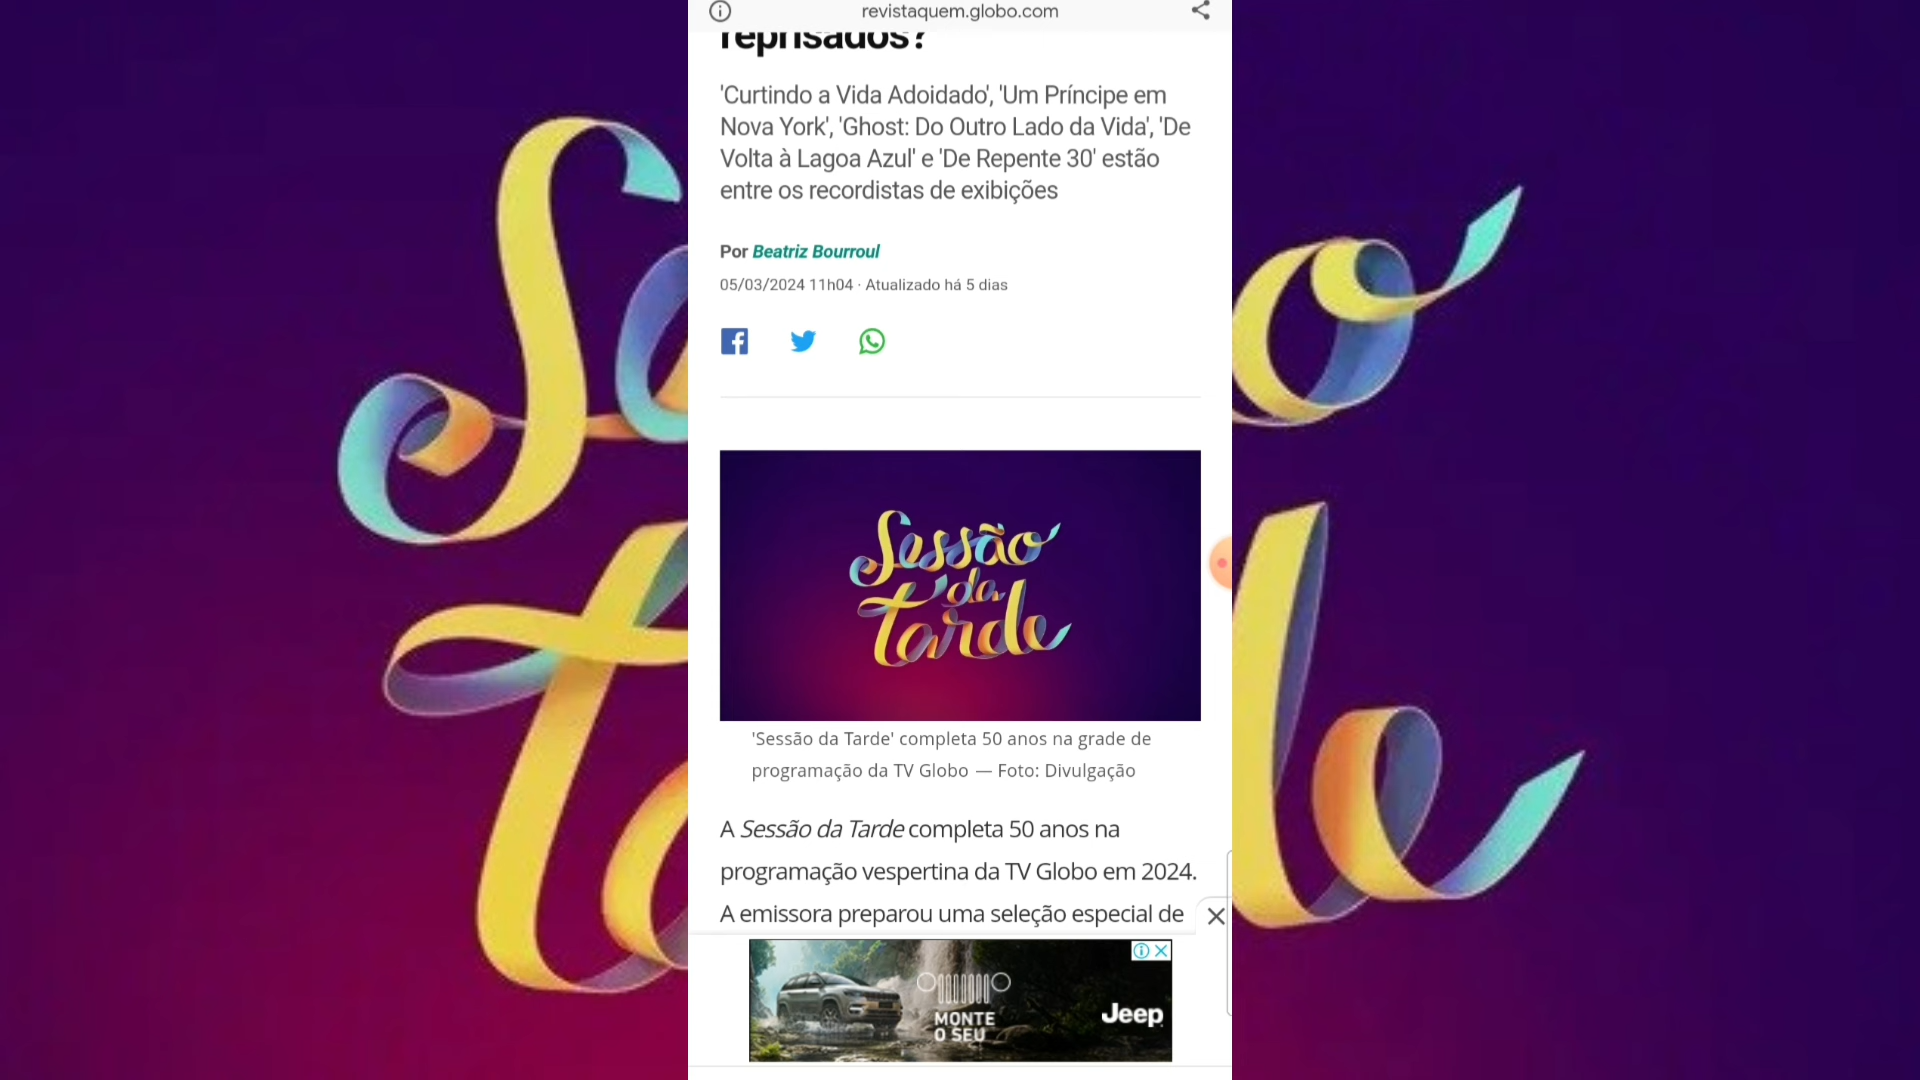 revistaquem.globo.com
reprisados?
'Curtindo a Vida Adoidado', 'Um Príncipe em
Nova York', 'Ghost: Do Outro Lado da Vida', 'De
Volta à Lagoa Azul' e 'De Repente 30' estão
entre os recordistas de exibições
Por Beatriz Bourroul
05/03/2024 11h04 · Atualizado há 5 dias
Sessão
da
Tarde
'Sessão da Tarde' completa 50 anos na grade de
programação da TV Globo — Foto: Divulgação
A Sessão da Tarde completa 50 anos na
programação vespertina da TV Globo em 2024.
A emissora preparou uma seleção especial de
MONTE
O SEU
Jeep